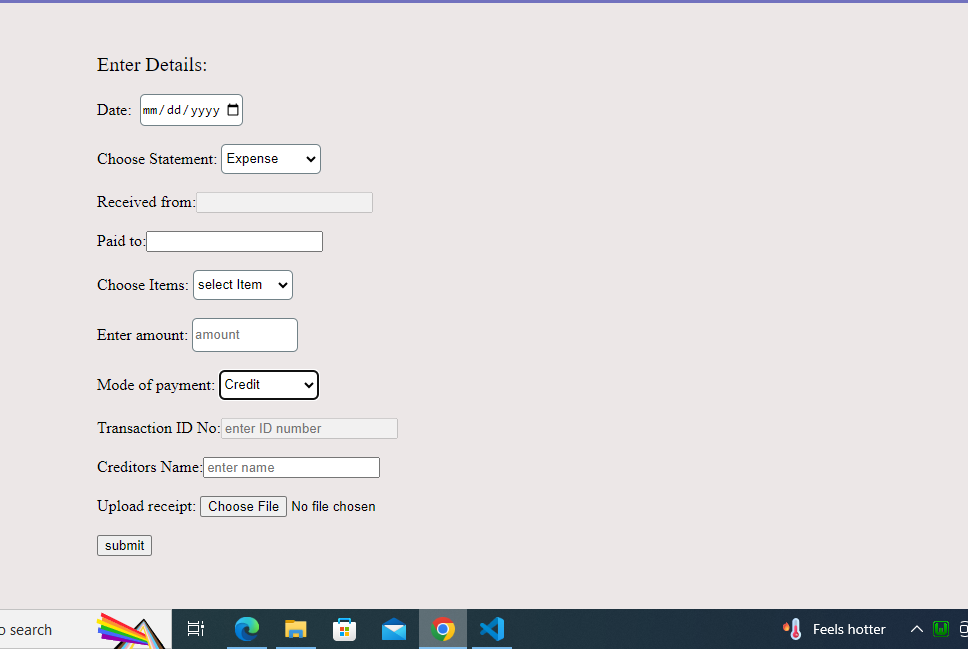 Enter Details:
Date: mm/dd/yyyy
Choose Statement: Expense
Received from:
Paid to:
Choose Items: select Item
Enter amount: amount
Mode of payment: Credit
Transaction ID No: enter ID number
Creditors Name: enter name
Upload receipt: Choose File No file chosen
submit
o search Feels hotter